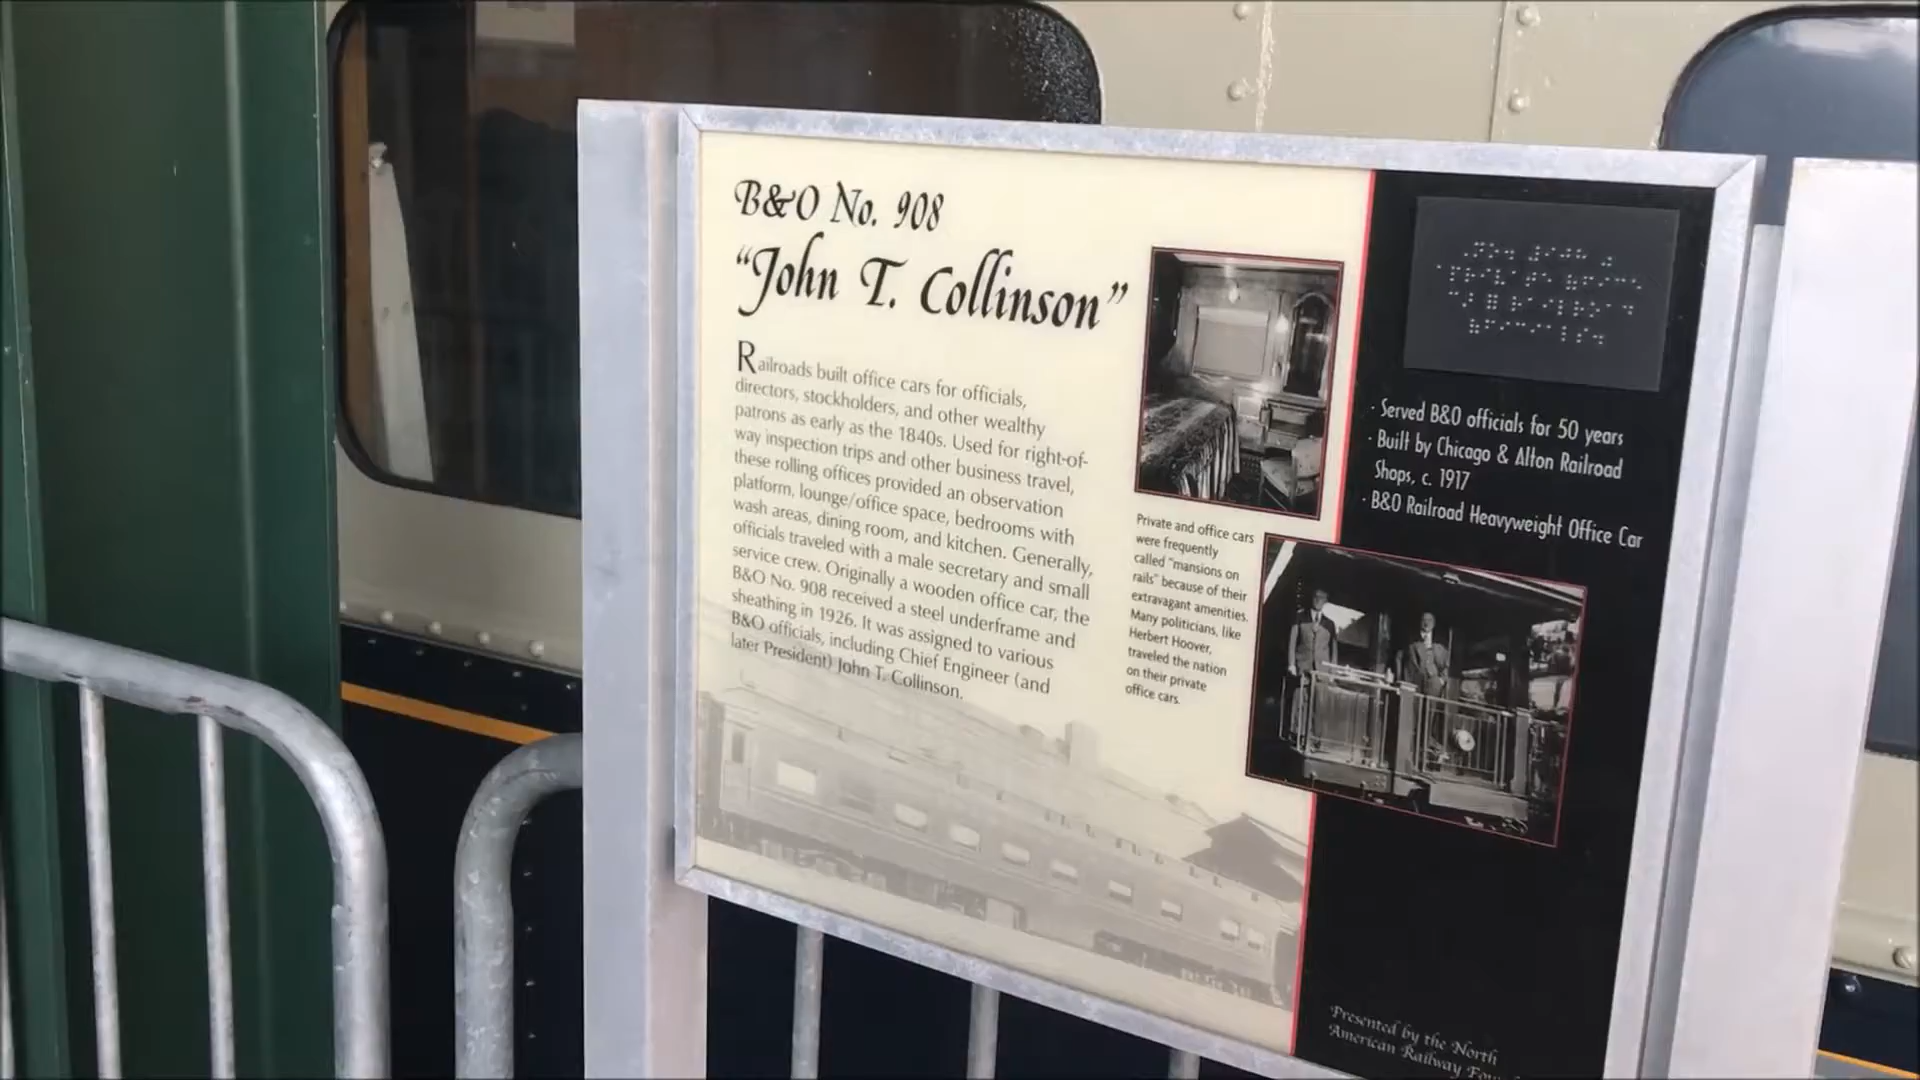 B&O No. 908
“John T. Collinson”
Railroads built office cars for officials,
directors, stockholders, and other wealthy
patrons as early as the 1840s. Used for right-of-
way inspection trips and other business travel,
these rolling offices provided an observation
platform, lounge/office space, bedrooms with
wash areas, dining room, and kitchen. Generally,
officials traveled with a male secretary and small
service crew. Originally a wooden office car, the
B&O No. 908 received a steel underframe and
sheathing in 1926. It was assigned to various
B&O officials, including Chief Engineer (and
later President) John T. Collinson.
Private and office cars
were frequently
called "mansions on
rails" because of their
extravagant amenities.
Many politicians, like
Herbert Hoover,
traveled the nation
on their private
office cars.
· Served B&O officials for 50 years
· Built by Chicago & Alton Railroad
Shops, c. 1917
· B&O Railroad Heavyweight Office Car
Presented by the North
American Railway